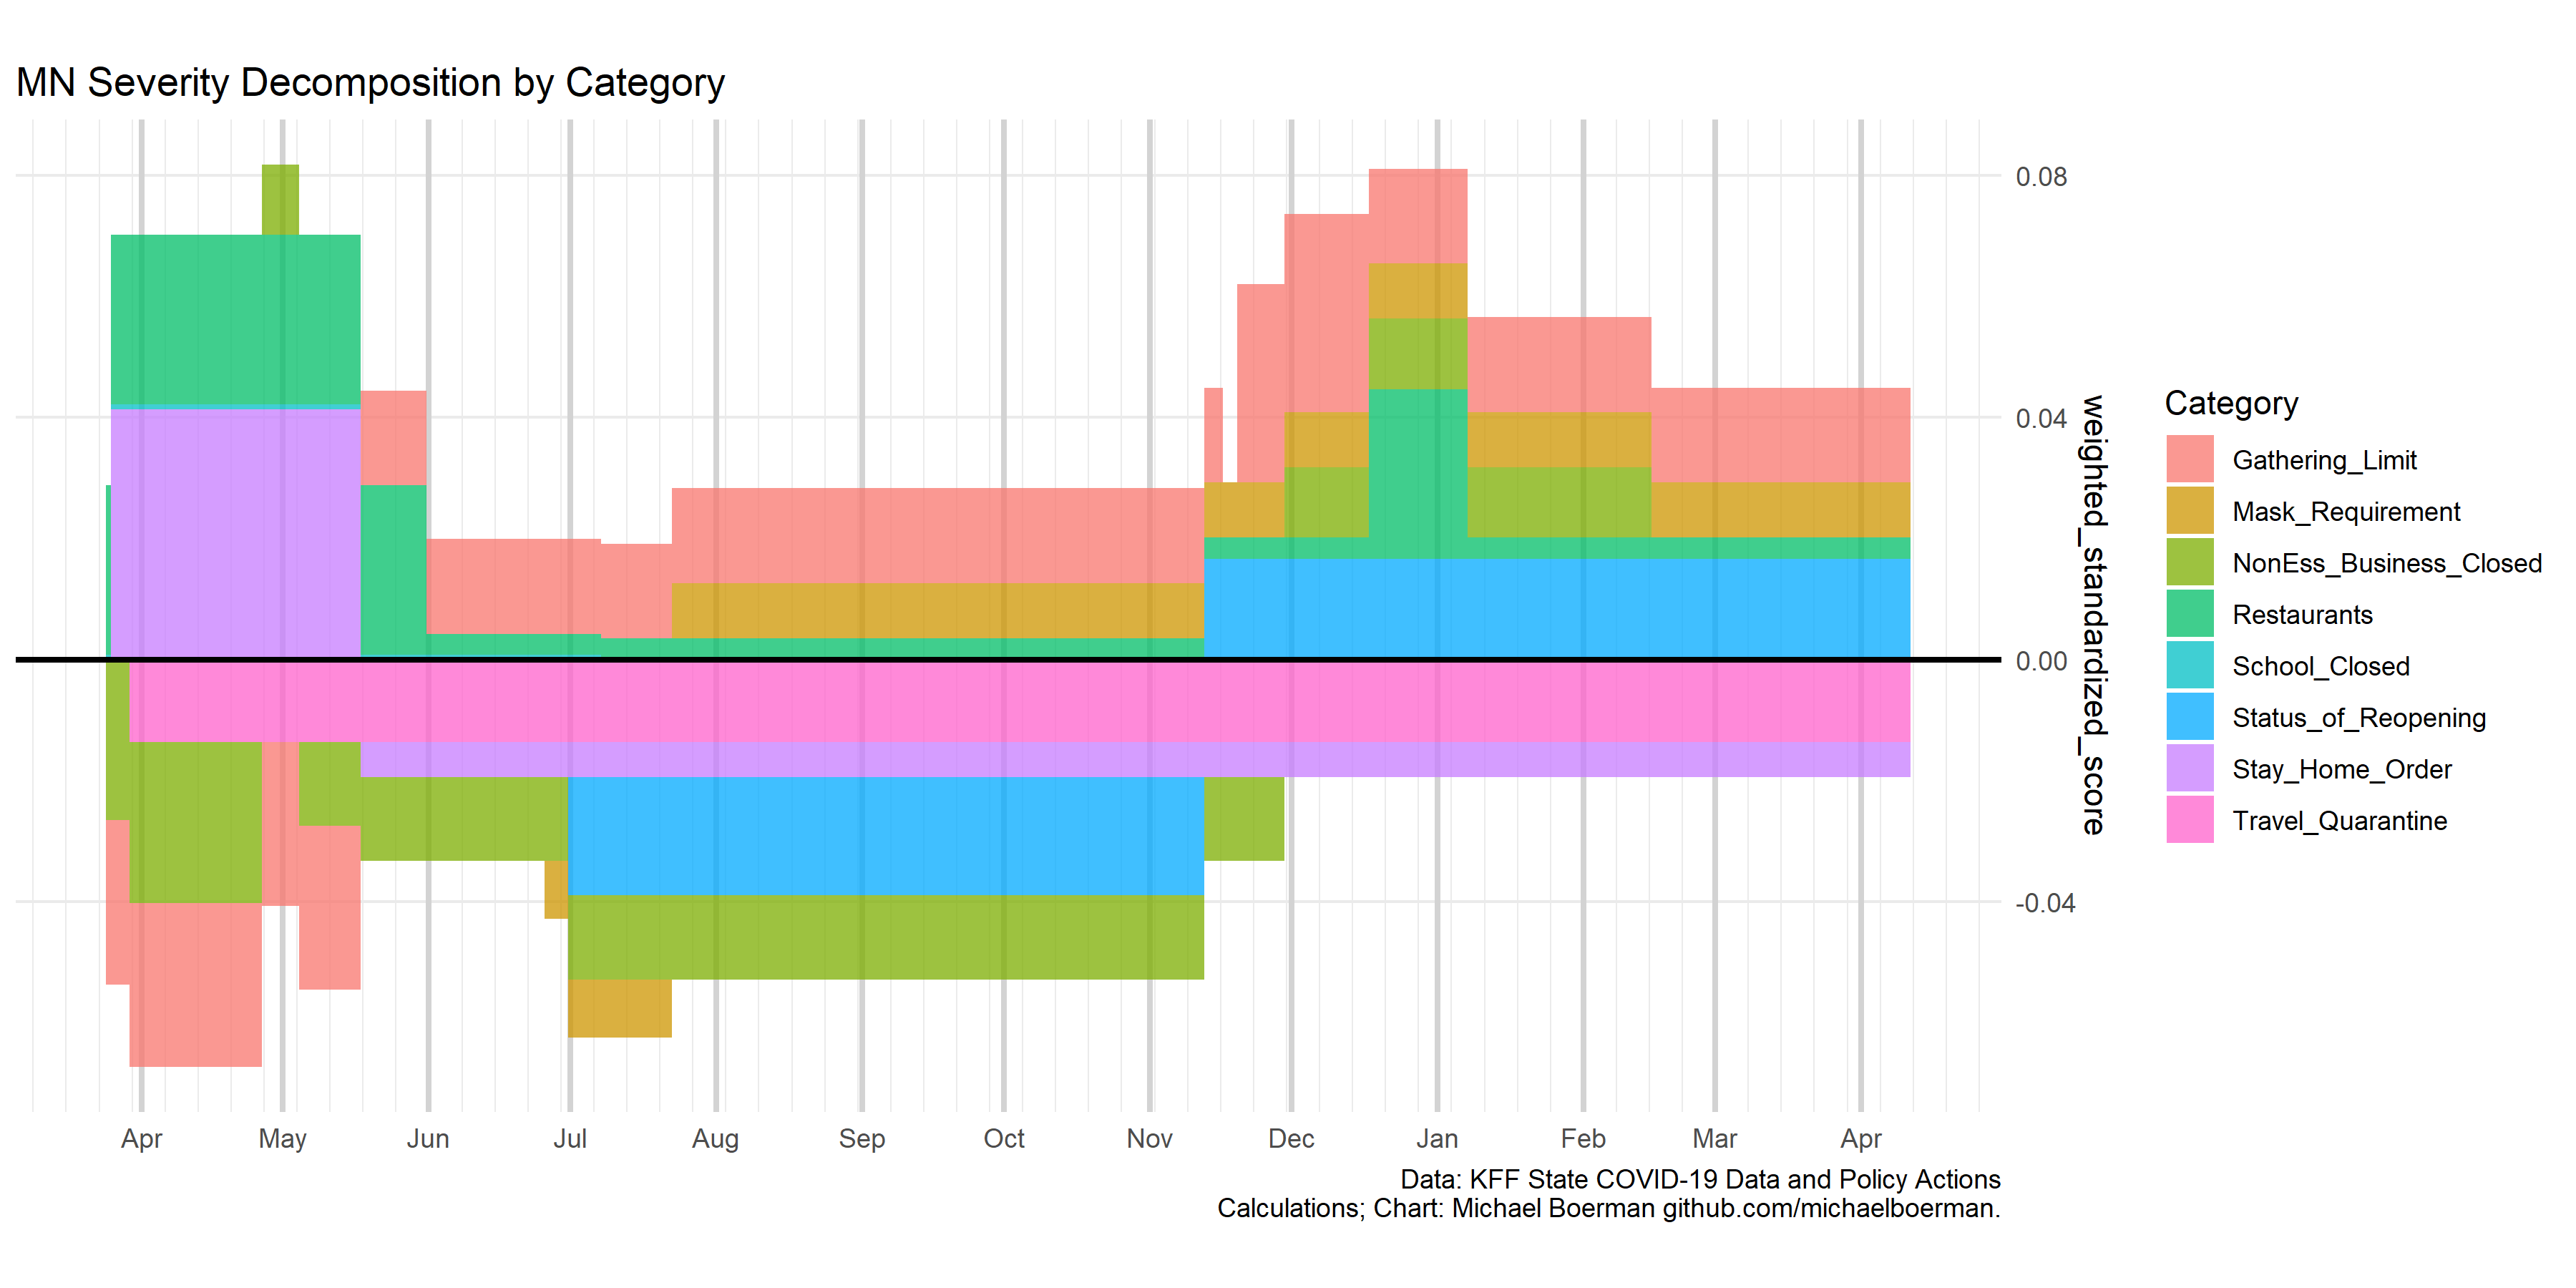 MN Severity Decomposition by Category
0.08
0.04
0.00
-0.04
weighted_standardized_score
Category
Gathering_Limit
Mask_Requirement
NonEss_Business_Closed
Restaurants
School_Closed
Status_of_Reopening
Stay_Home_Order
Travel_Quarantine
Apr May Jun Jul Aug Sep Oct Nov Dec Jan Feb Mar Apr
Data: KFF State COVID-19 Data and Policy Actions
Calculations; Chart: Michael Boerman github.com/michaelboerman.